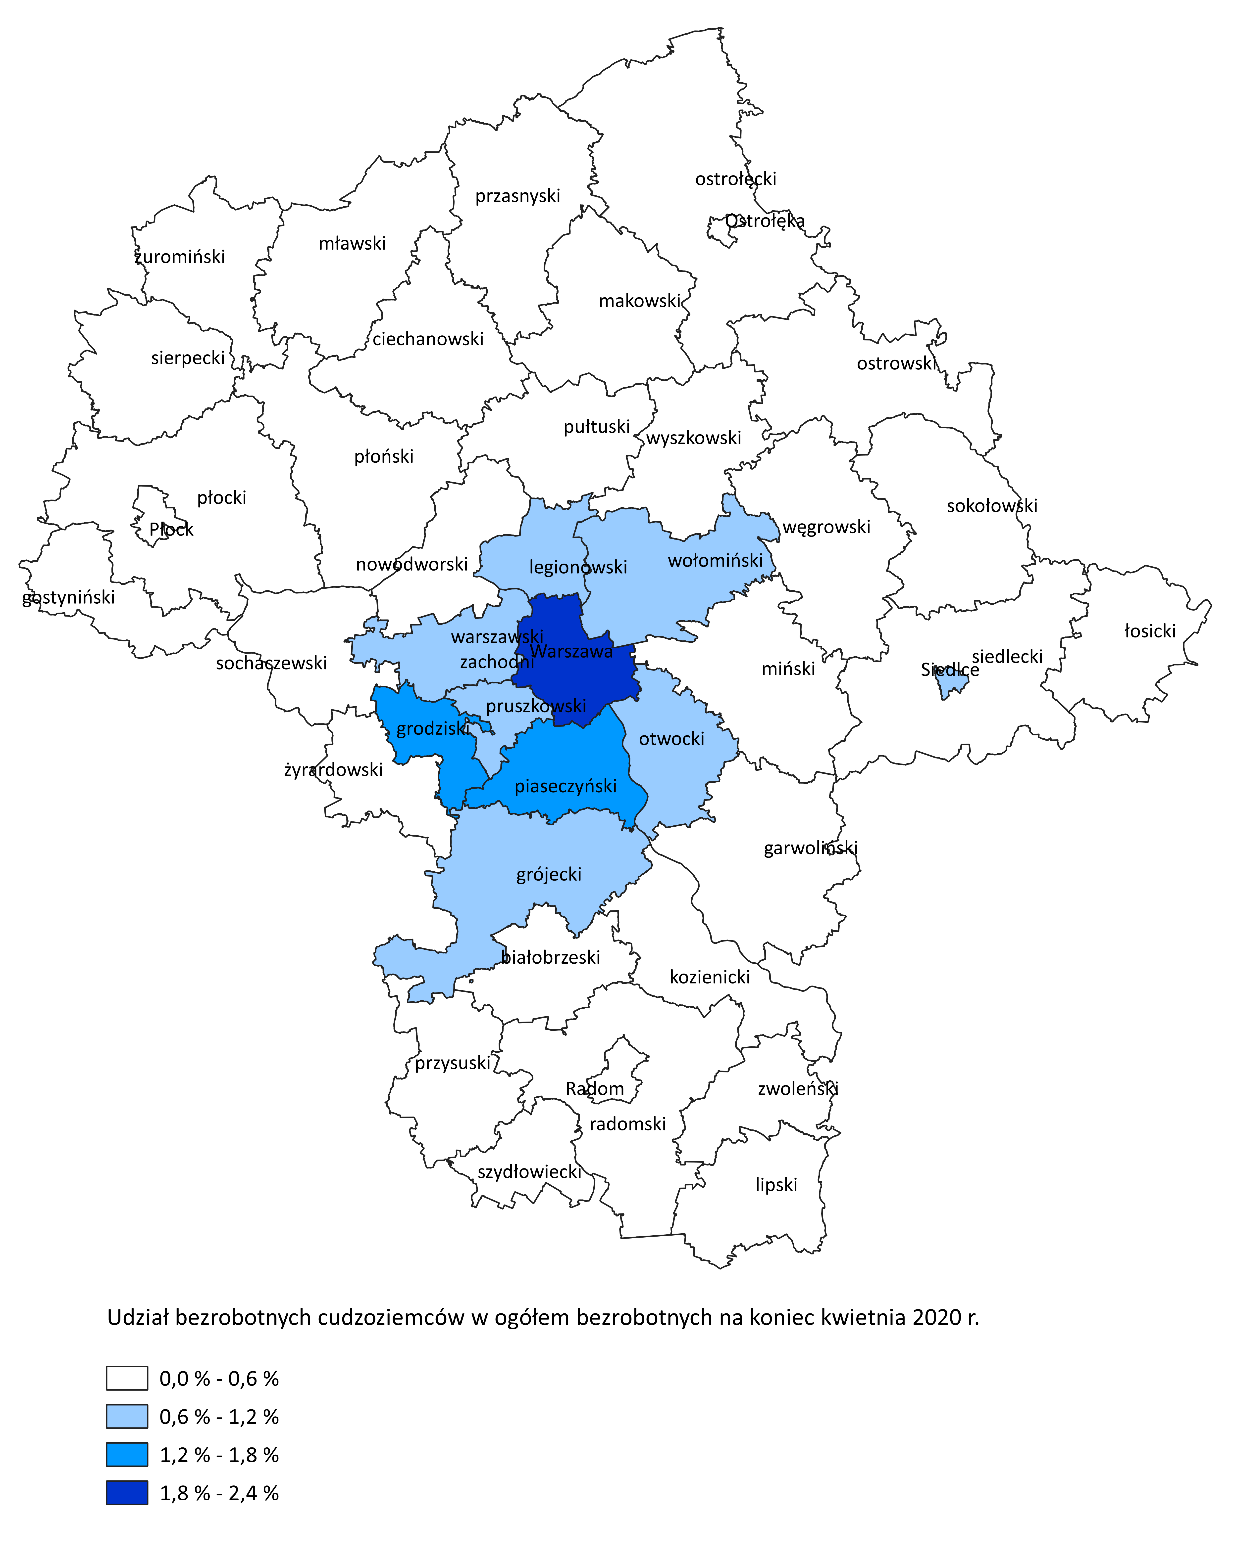 ostrołęcki
przasnyski
Ostrołęka
mławski
żuromiński
makowski
ciechanowski
sierpecki
ostrowski
pułtuski
wyszkowski
płoński
płocki
sokołowski
Płock
węgrowski
wołomiński
nowodworski
legionowski
gostyniński
łosicki
warszawski
zachodni
Warszawa
siedlecki
sochaczewski
miński
Siedlce
pruszkowski
grodziski
otwocki
żyrardowski
piaseczyński
garwoliński
grójecki
białobrzeski
kozienicki
przysuski
Radom
zwoleński
radomski
szydłowiecki
lipski
Udział bezrobotnych cudzoziemców w ogółem bezrobotnych na koniec kwietnia 2020 r.
0,0 % - 0,6 %
0,6 % - 1,2 %
1,2 % - 1,8 %
1,8 % - 2,4 %